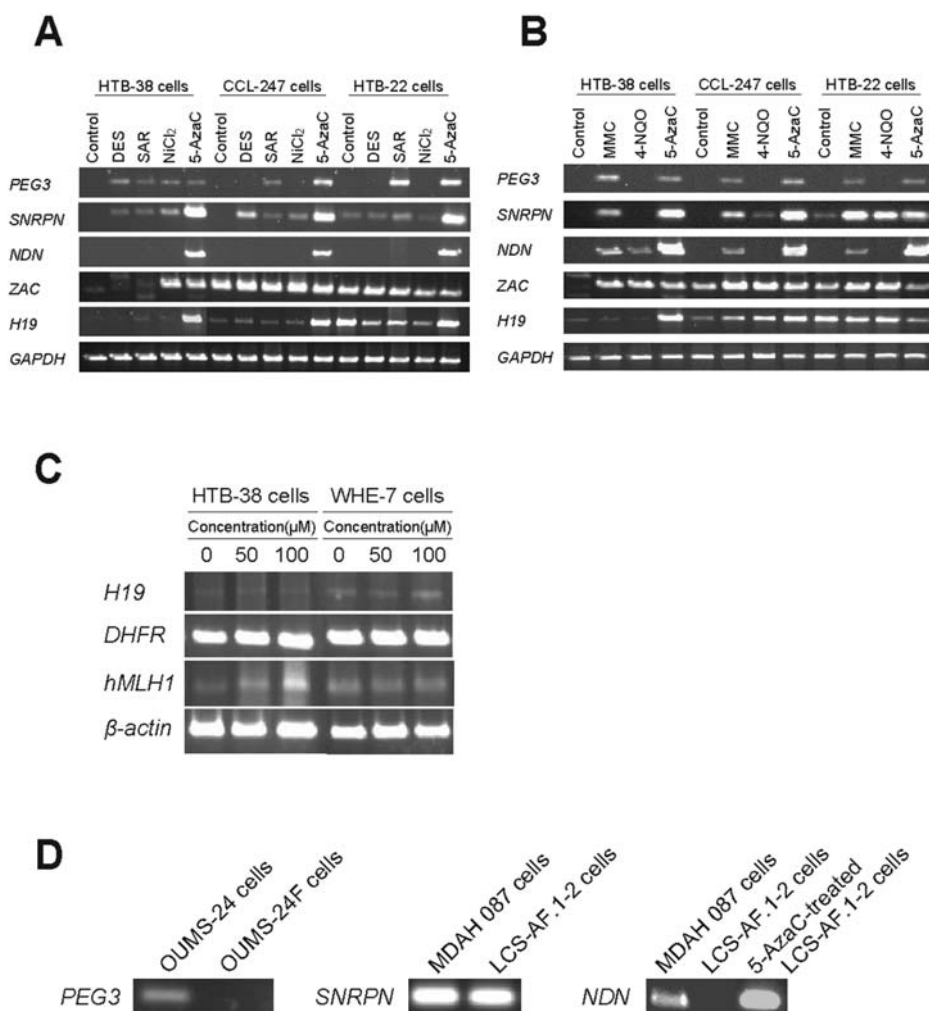 A
HTB-38 cells CCL-247 cells HTB-22 cells
Control DES SAR NiCl₂ 5-AzaC Control DES SAR NiCl₂ 5-AzaC Control DES SAR NiCl₂ 5-AzaC
PEG3
SNRPN
NDN
ZAC
H19
GAPDH
B
HTB-38 cells CCL-247 cells HTB-22 cells
Control MMC 4-NQO 5-AzaC Control MMC 4-NQO 5-AzaC Control MMC 4-NQO 5-AzaC
PEG3
SNRPN
NDN
ZAC
H19
GAPDH
C
HTB-38 cells WHE-7 cells
Concentration(µM) Concentration(µM)
0 50 100 0 50 100
H19
DHFR
hMLH1
β-actin
D
OUMS-24 cells OUMS-24F cells
PEG3
MDAH 087 cells LCS-AF.1-2 cells
SNRPN
MDAH 087 cells LCS-AF.1-2 cells 5-AzaC-treated
LCS-AF.1-2 cells
NDN